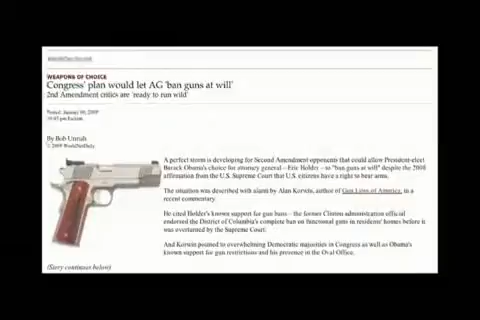 WEAPONS OF CHOICE
Congress' plan would let AG 'ban guns at will'
2nd Amendment critics are 'ready to run wild'
Posted: January 09, 2009
By Bob Unruh
© 2009 WorldNetDaily
A perfect storm is developing for Second Amendment opponents that could allow President-elect
Barack Obama's choice for attorney general – Eric Holder – to "ban guns at will" despite the 2008
affirmation from the U.S. Supreme Court that U.S. citizens have a right to bear arms.
The situation was described with alarm by Alan Korwin, author of Gun Laws of America, in a
recent commentary.
He cited Holder's known support for gun bans – the former Clinton administration official
endorsed the District of Columbia's complete ban on functional guns in residents' homes before it
was overturned by the Supreme Court.
And Korwin pointed to overwhelming Democratic majorities in Congress as well as Obama's
known support for gun restrictions and his presence in the Oval Office.
(Story continues below)